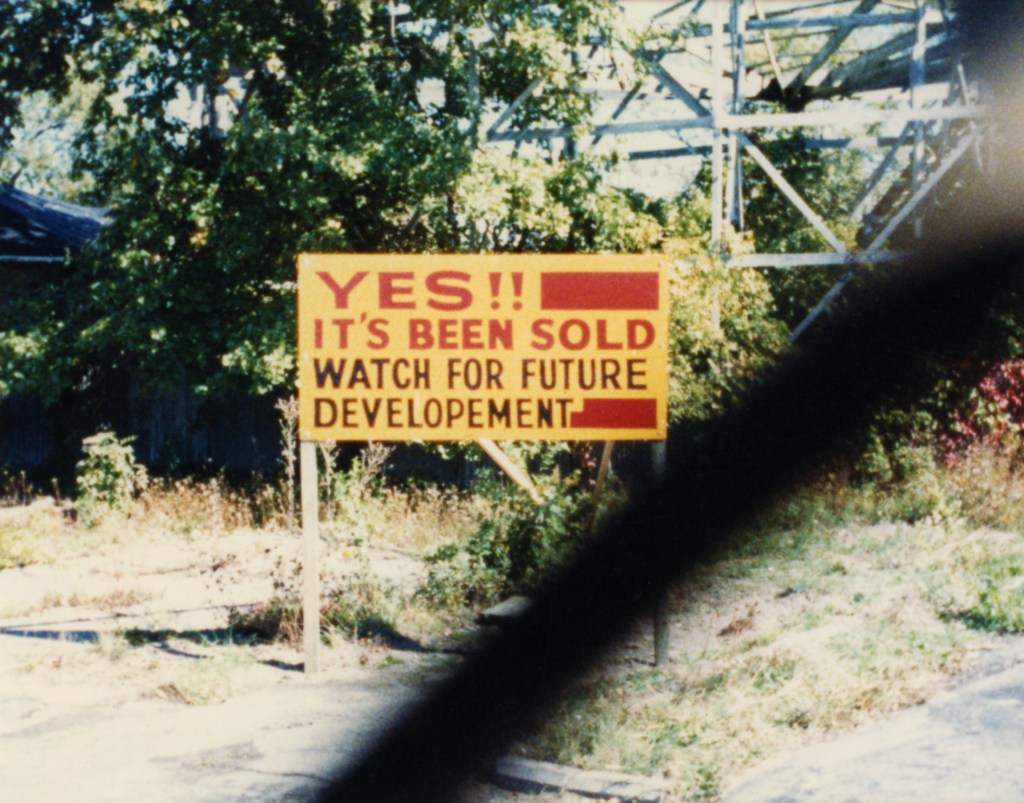 YES!!
IT'S BEEN SOLD
WATCH FOR FUTURE
DEVELOPEMENT